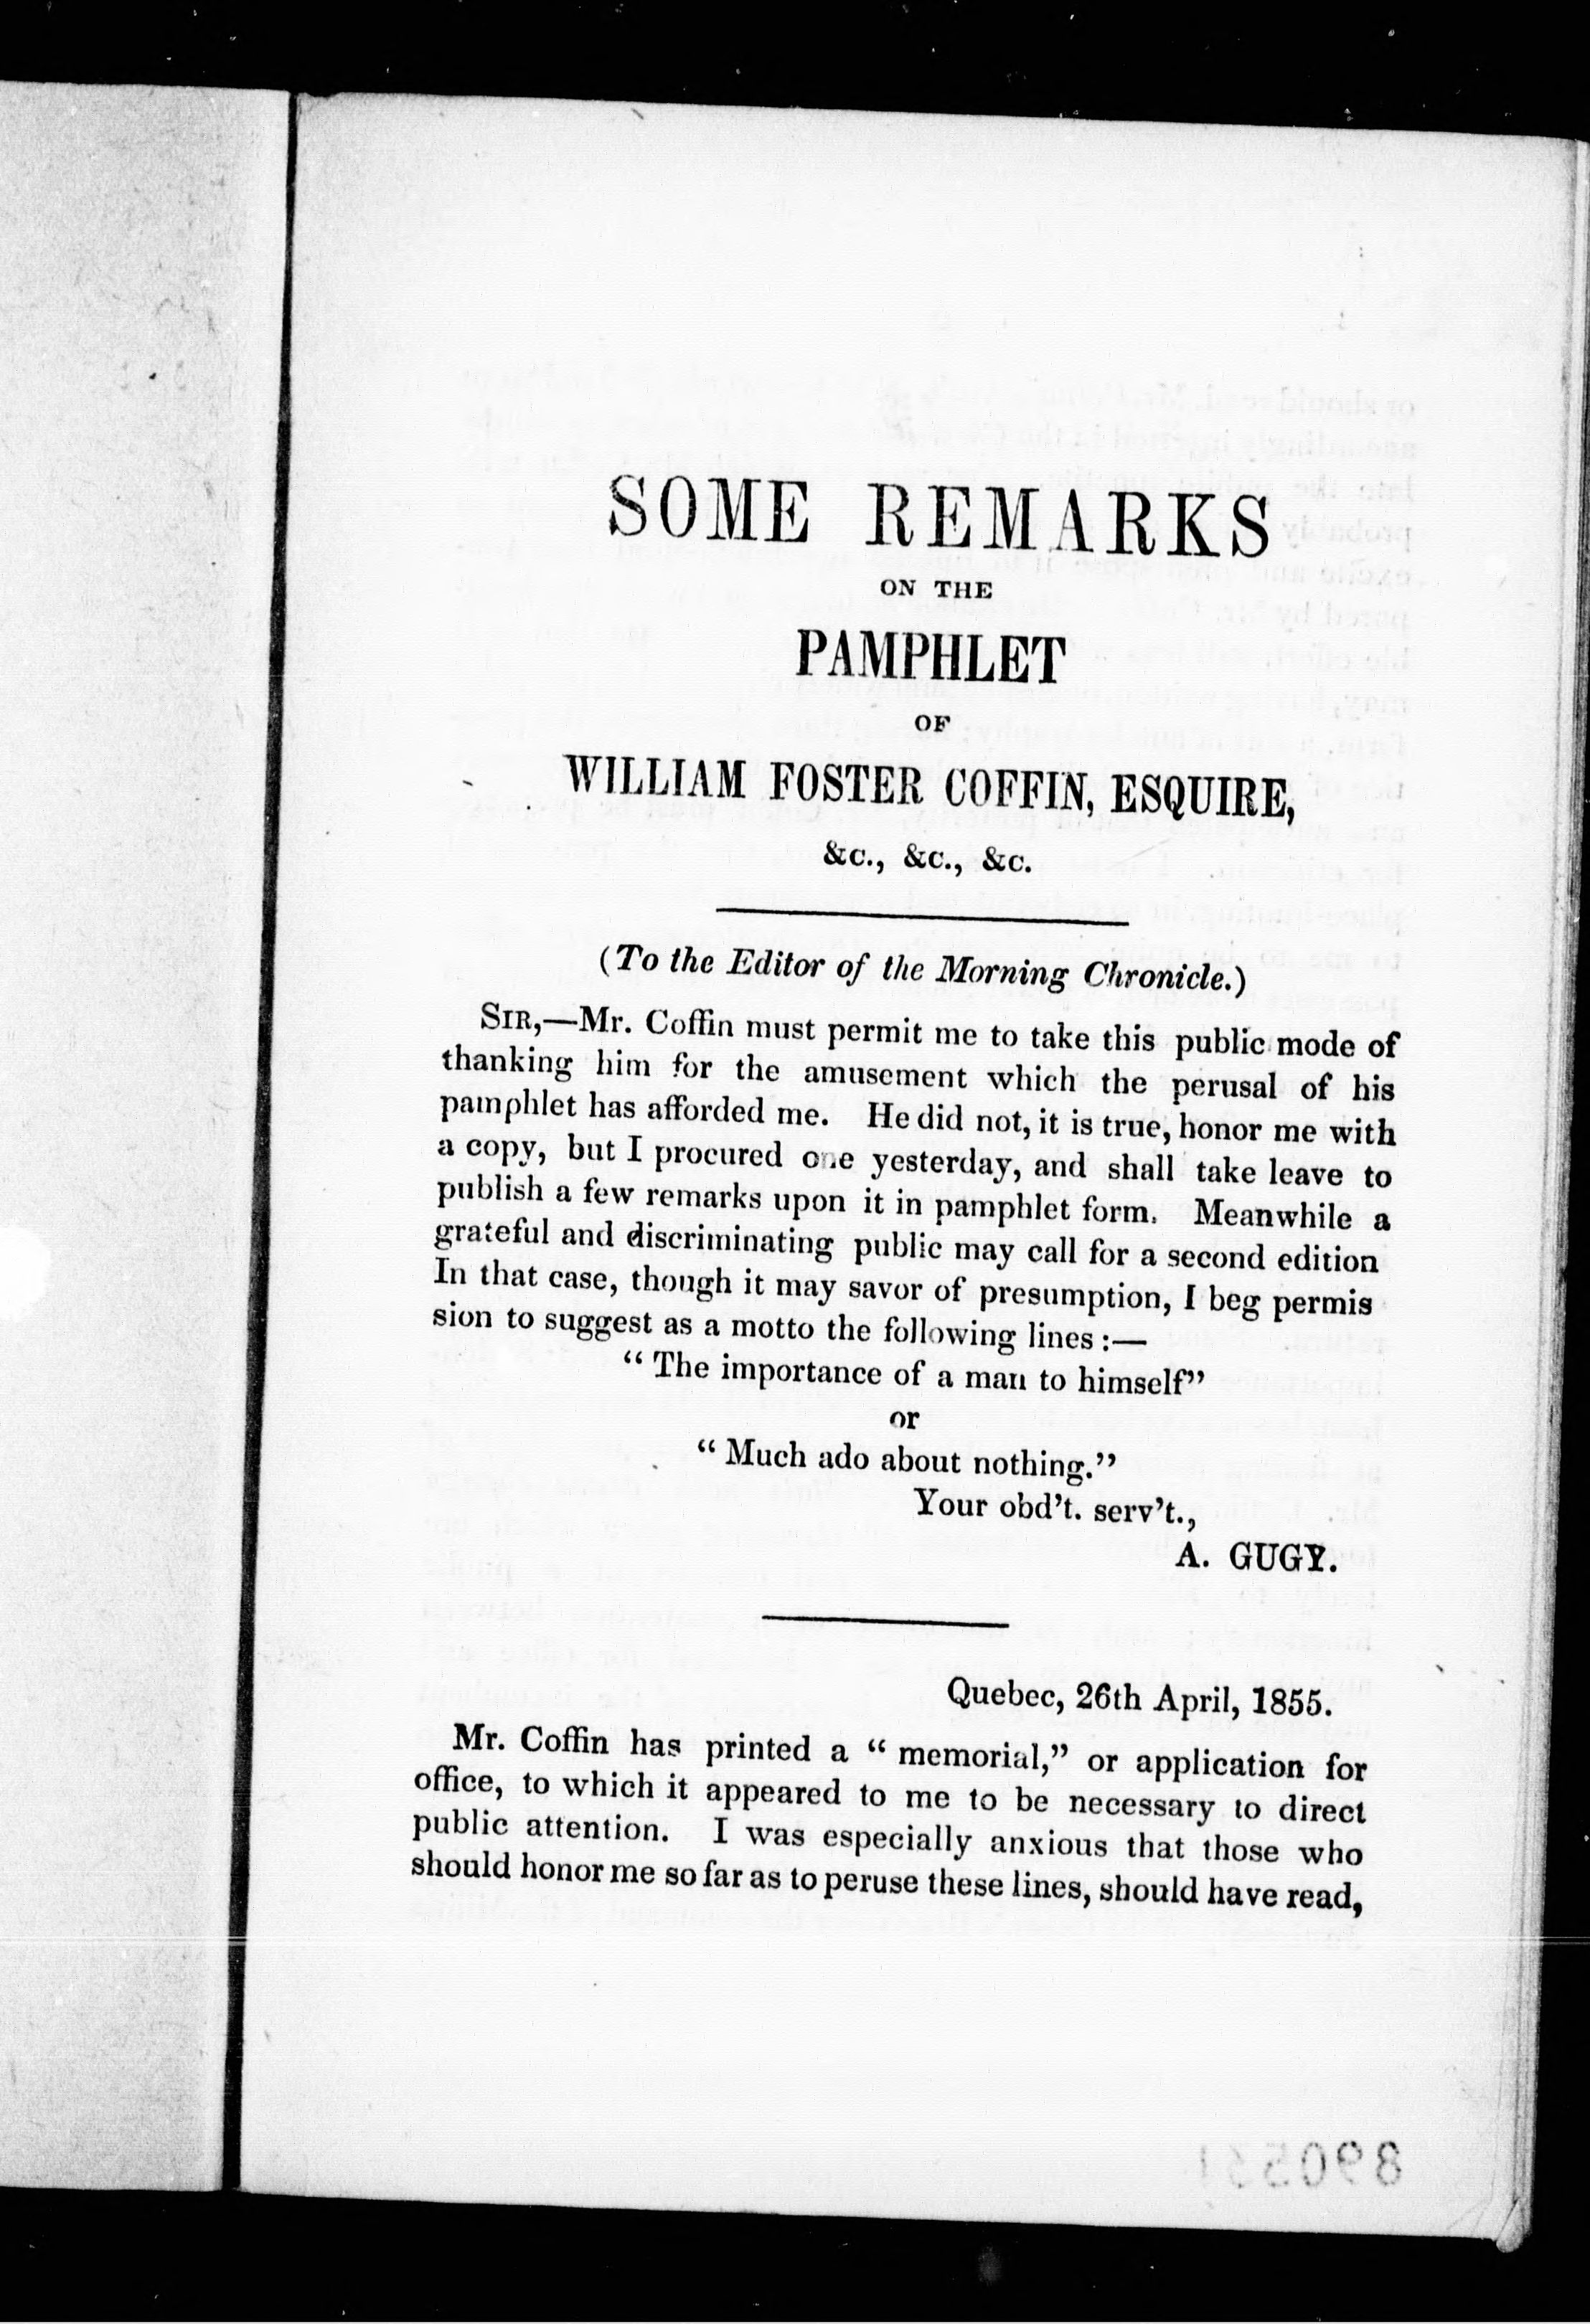 SOME REMARKS
ON THE
PAMPHLET
OF
WILLIAM FOSTER COFFIN, ESQUIRE,
&c., &c., &c.
(To the Editor of the Morning Chronicle.)
SIR,—Mr. Coffin must permit me to take this public mode of
thanking him for the amusement which the perusal of his
pamphlet has afforded me. He did not, it is true, honor me with
a copy, but I procured one yesterday, and shall take leave to
publish a few remarks upon it in pamphlet form. Meanwhile a
grateful and discriminating public may call for a second edition
In that case, though it may savor of presumption, I beg permis
sion to suggest as a motto the following lines :—
“ The importance of a man to himself”
or
“ Much ado about nothing.”
Your obd’t. serv’t.,
A. GUGY.
Quebec, 26th April, 1855.
Mr. Coffin has printed a “ memorial,” or application for
office, to which it appeared to me to be necessary to direct
public attention. I was especially anxious that those who
should honor me so far as to peruse these lines, should have read,